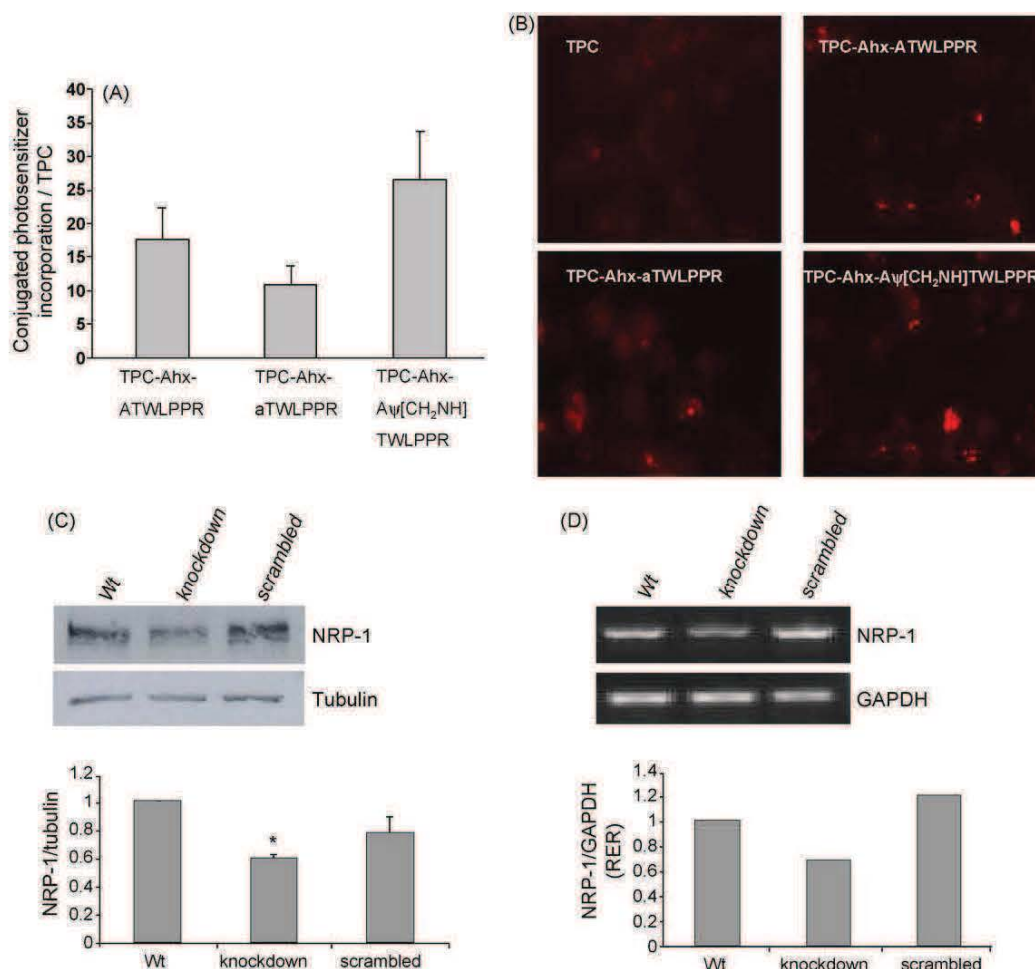 (A)
Conjugated photosensitizer
incorporation / TPC
40
35
30
25
20
15
10
5
0
TPC-Ahx-
ATWLPPR
TPC-Ahx-
aTWLPPR
TPC-Ahx-
Aψ[CH₂NH]
TWLPPR
(B)
TPC
TPC-Ahx-ATWLPPR
TPC-Ahx-aTWLPPR
TPC-Ahx-Aψ[CH₂NH]TWLPPR
(C)
Wt
knockdown
scrambled
NRP-1
Tubulin
NRP-1/tubulin
1.2
1
0.8
0.6
0.4
0.2
0
*
Wt
knockdown
scrambled
(D)
Wt
knockdown
scrambled
NRP-1
GAPDH
NRP-1/GAPDH
(RER)
1.4
1.2
1
0.8
0.6
0.4
0.2
0
Wt
knockdown
scrambled